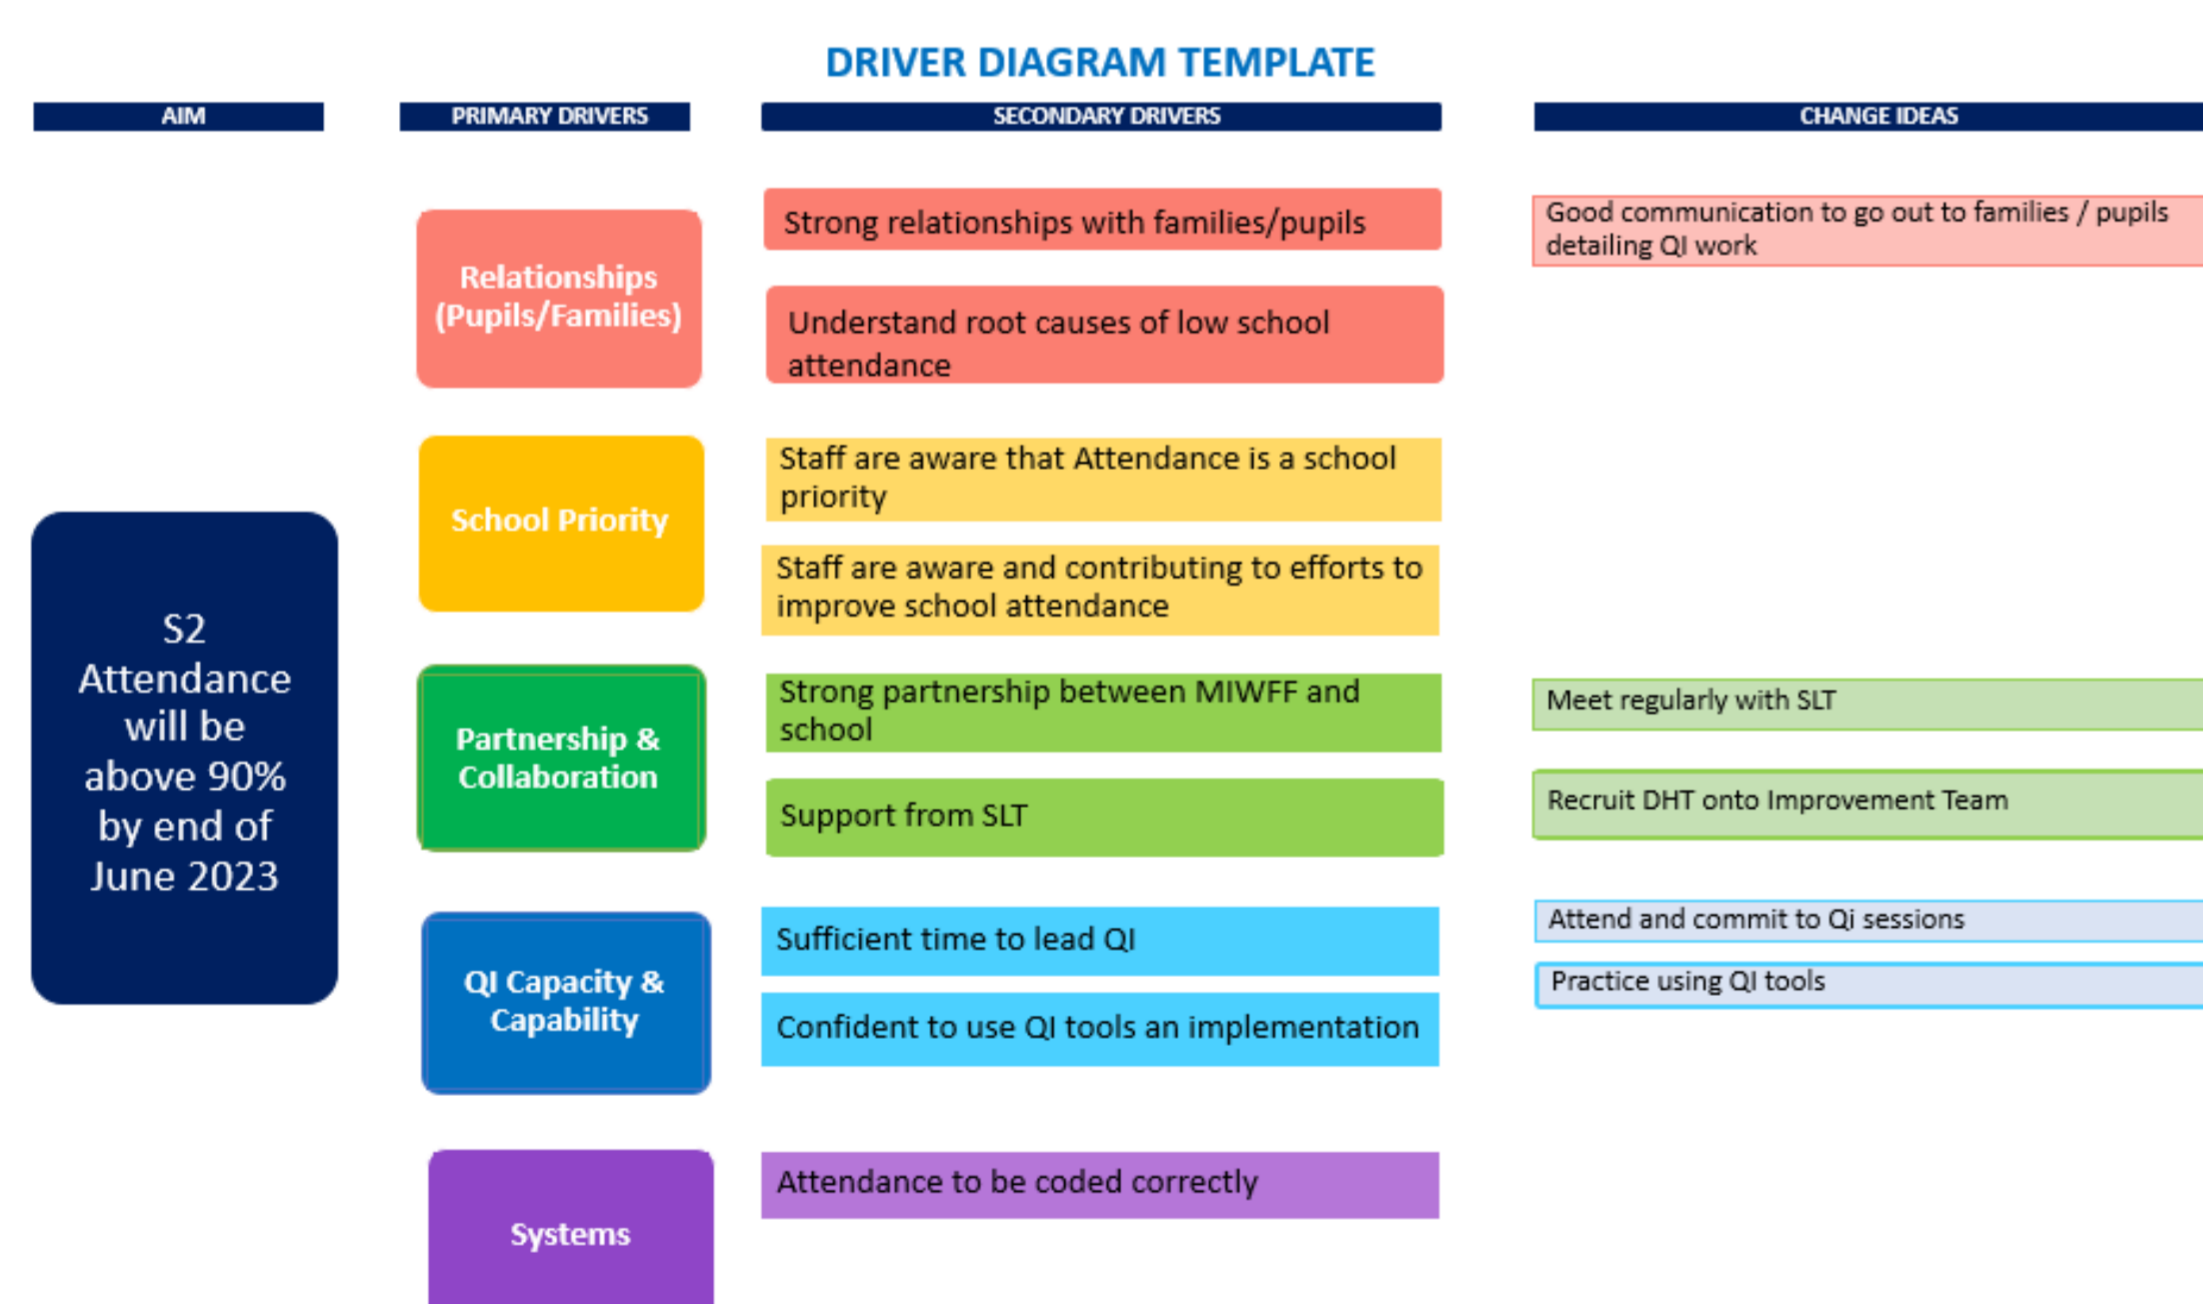 DRIVER DIAGRAM TEMPLATE
AIM
PRIMARY DRIVERS
SECONDARY DRIVERS
CHANGE IDEAS
S2
Attendance
will be
above 90%
by end of
June 2023
Relationships
(Pupils/Families)
Strong relationships with families/pupils
Understand root causes of low school
attendance
Good communication to go out to families / pupils
detailing QI work
School Priority
Staff are aware that Attendance is a school
priority
Staff are aware and contributing to efforts to
improve school attendance
Partnership &
Collaboration
Strong partnership between MIWFF and
school
Support from SLT
Meet regularly with SLT
Recruit DHT onto Improvement Team
QI Capacity &
Capability
Sufficient time to lead QI
Confident to use QI tools an implementation
Attend and commit to Qi sessions
Practice using QI tools
Systems
Attendance to be coded correctly